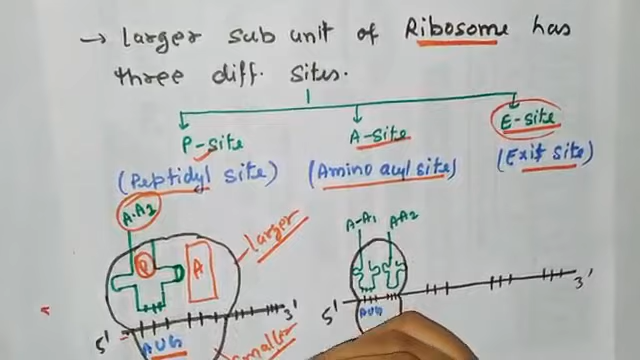 → Larger sub unit of Ribosome has
three diff. sites.
P-site A-site E-site
(Peptidyl site) (Amino acyl site) (Exit site)
A-A1 A-A1 AA2
P A Larger
5' AUG 3' Smaller
5' AUG 3'